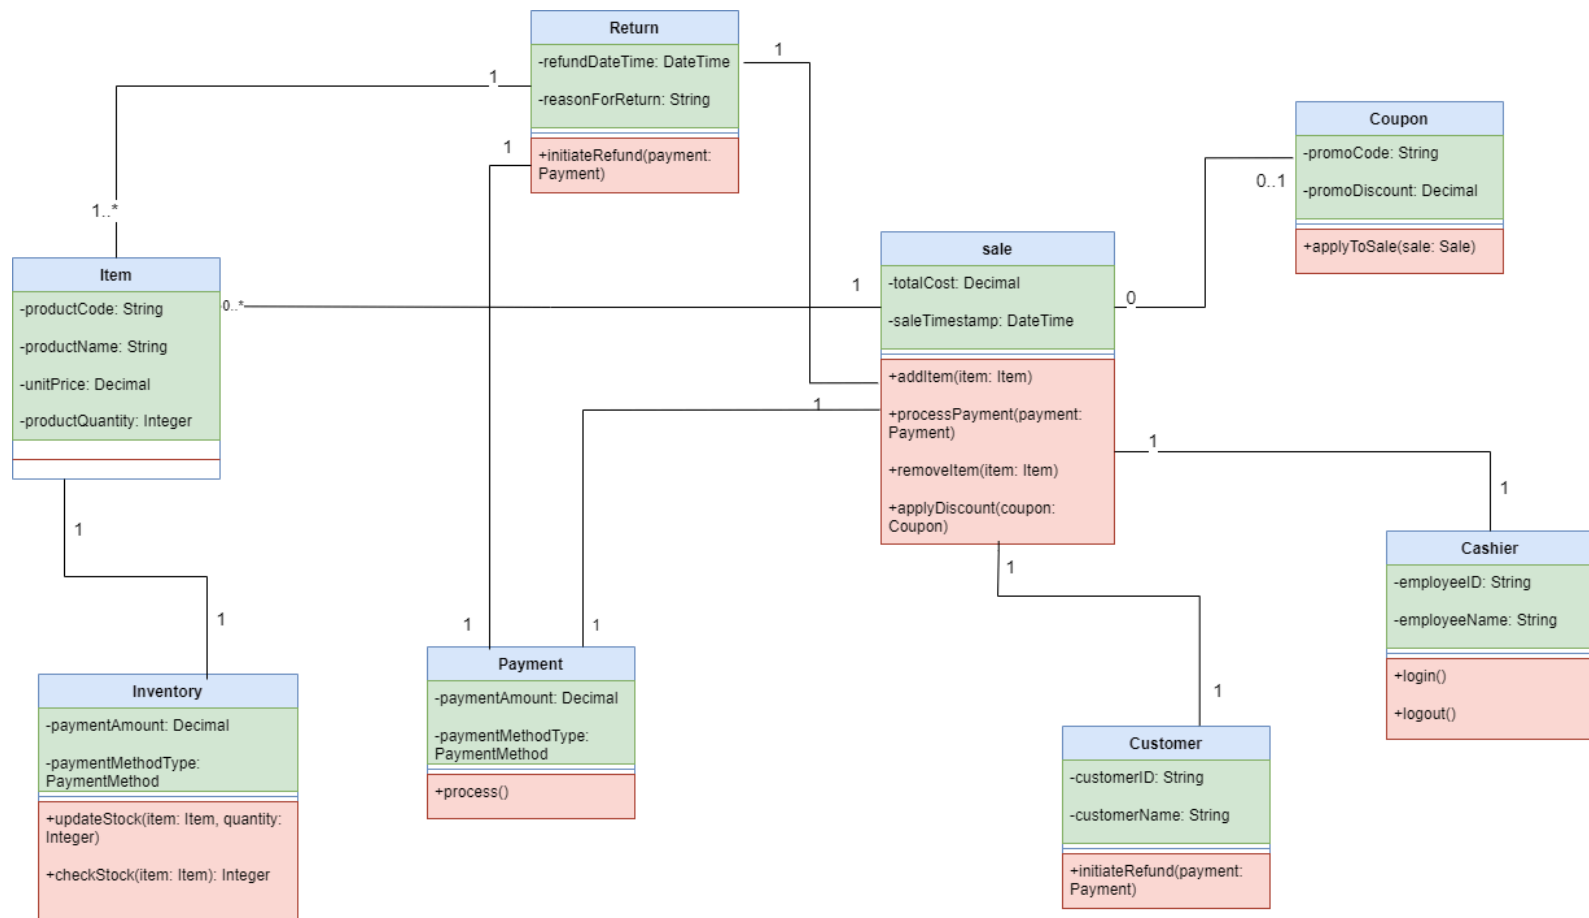 Return
-refundDateTime: DateTime
-reasonForReturn: String
+initiateRefund(payment:
Payment)
1
1
1
1..*
Coupon
-promoCode: String
-promoDiscount: Decimal
+applyToSale(sale: Sale)
0..1
Item
-productCode: String
-productName: String
-unitPrice: Decimal
-productQuantity: Integer
0..*
1
sale
-totalCost: Decimal
-saleTimestamp: DateTime
+addItem(item: Item)
+processPayment(payment:
Payment)
+removeItem(item: Item)
+applyDiscount(coupon:
Coupon)
0
1
1
1
1
Cashier
-employeeID: String
-employeeName: String
+login()
+logout()
1
1
Inventory
-paymentAmount: Decimal
-paymentMethodType:
PaymentMethod
+updateStock(item: Item, quantity:
Integer)
+checkStock(item: Item): Integer
1
1
Payment
-paymentAmount: Decimal
-paymentMethodType:
PaymentMethod
+process()
1
Customer
-customerID: String
-customerName: String
+initiateRefund(payment:
Payment)